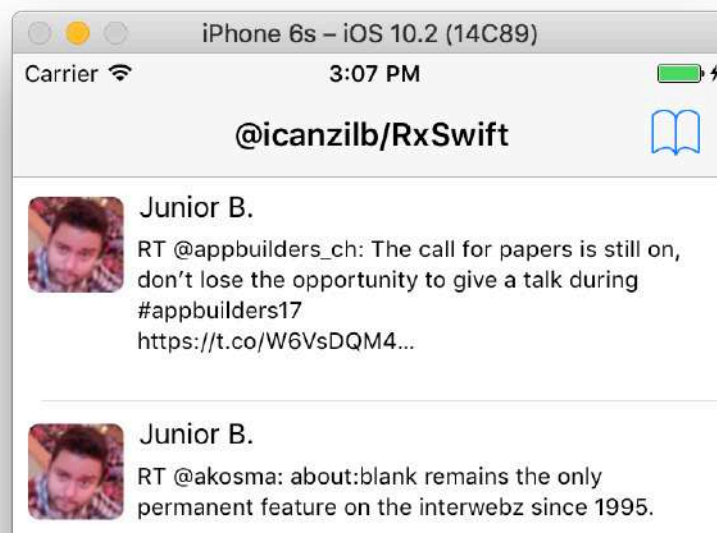 iPhone 6s – iOS 10.2 (14C89)
Carrier 3:07 PM
@icanzilb/RxSwift
Junior B.
RT @appbuilders_ch: The call for papers is still on,
don’t lose the opportunity to give a talk during
#appbuilders17
https://t.co/W6VsDQM4…
Junior B.
RT @akosma: about:blank remains the only
permanent feature on the interwebz since 1995.